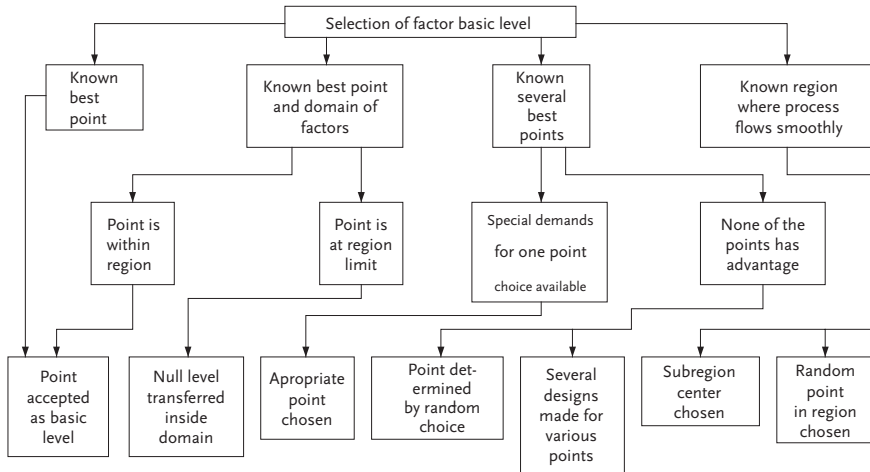 Selection of factor basic level
Known
best
point
Known best point
and domain of
factors
Known
several
best
points
Known region
where process
flows smoothly
Point is
within
region
Point is
at region
limit
Special demands
for one point
choice available
None of the
points has
advantage
Point
accepted
as basic
level
Null level
transferred
inside
domain
Apropriate
point
chosen
Point det-
ermined
by random
choice
Several
designs
made for
various
points
Subregion
center
chosen
Random
point
in region
chosen